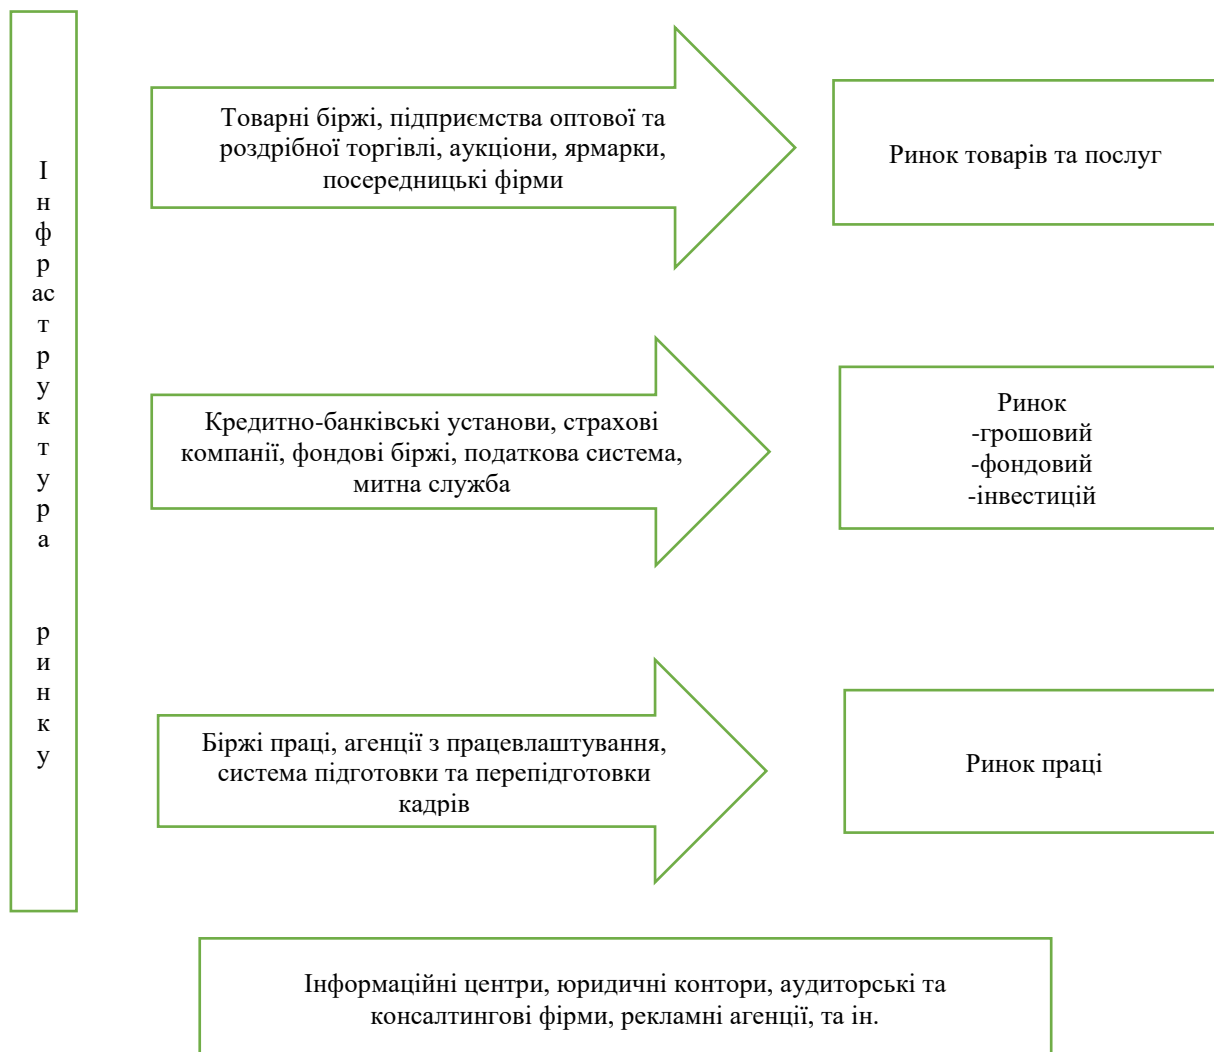 Інфраструктура ринку
Товарні біржі, підприємства оптової та
роздрібної торгівлі, аукціони, ярмарки,
посередницькі фірми
Ринок товарів та послуг
Кредитно-банківські установи, страхові
компанії, фондові біржі, податкова система,
митна служба
Ринок
-грошовий
-фондовий
-інвестицій
Біржі праці, агенції з працевлаштування,
система підготовки та перепідготовки
кадрів
Ринок праці
Інформаційні центри, юридичні контори, аудиторські та
консалтингові фірми, рекламні агенції, та ін.